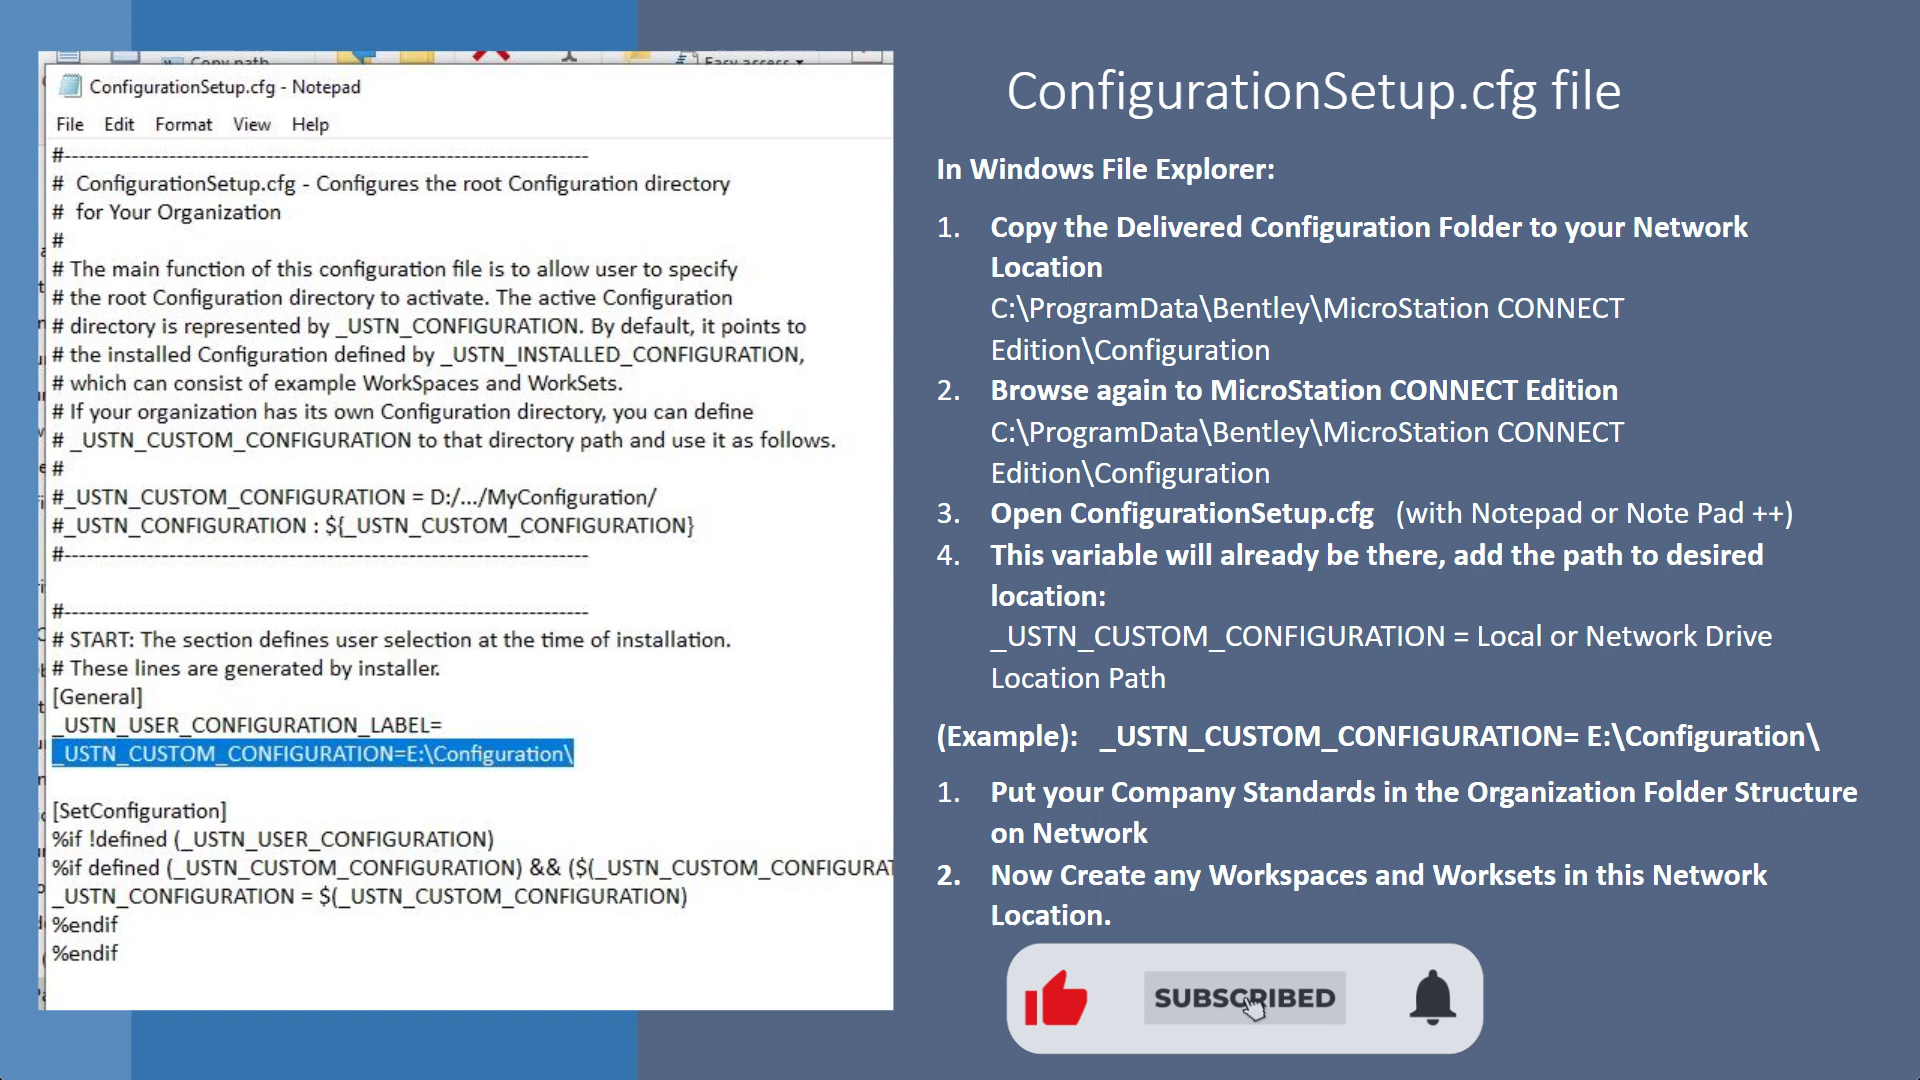 Copy path
Easy access
ConfigurationSetup.cfg - Notepad
File Edit Format View Help
#----------------------------------------------------------------------
# ConfigurationSetup.cfg - Configures the root Configuration directory
# for Your Organization
#
# The main function of this configuration file is to allow user to specify
# the root Configuration directory to activate. The active Configuration
# directory is represented by _USTN_CONFIGURATION. By default, it points to
# the installed Configuration defined by _USTN_INSTALLED_CONFIGURATION,
# which can consist of example WorkSpaces and WorkSets.
# If your organization has its own Configuration directory, you can define
# _USTN_CUSTOM_CONFIGURATION to that directory path and use it as follows.
#
#_USTN_CUSTOM_CONFIGURATION = D:/.../MyConfiguration/
#_USTN_CONFIGURATION : ${_USTN_CUSTOM_CONFIGURATION}
#----------------------------------------------------------------------
#----------------------------------------------------------------------
# START: The section defines user selection at the time of installation.
# These lines are generated by installer.
[General]
_USTN_USER_CONFIGURATION_LABEL=
_USTN_CUSTOM_CONFIGURATION=E:\Configuration\
[SetConfiguration]
%if !defined (_USTN_USER_CONFIGURATION)
%if defined (_USTN_CUSTOM_CONFIGURATION) && ($(_USTN_CUSTOM_CONFIGURAT
_USTN_CONFIGURATION = $(_USTN_CUSTOM_CONFIGURATION)
%endif
%endif
ConfigurationSetup.cfg file
In Windows File Explorer:
1. Copy the Delivered Configuration Folder to your Network
Location
C:\ProgramData\Bentley\MicroStation CONNECT
Edition\Configuration
2. Browse again to MicroStation CONNECT Edition
C:\ProgramData\Bentley\MicroStation CONNECT
Edition\Configuration
3. Open ConfigurationSetup.cfg (with Notepad or Note Pad ++)
4. This variable will already be there, add the path to desired
location:
_USTN_CUSTOM_CONFIGURATION = Local or Network Drive
Location Path
(Example): _USTN_CUSTOM_CONFIGURATION= E:\Configuration\
1. Put your Company Standards in the Organization Folder Structure
on Network
2. Now Create any Workspaces and Worksets in this Network
Location.
SUBSCRIBED